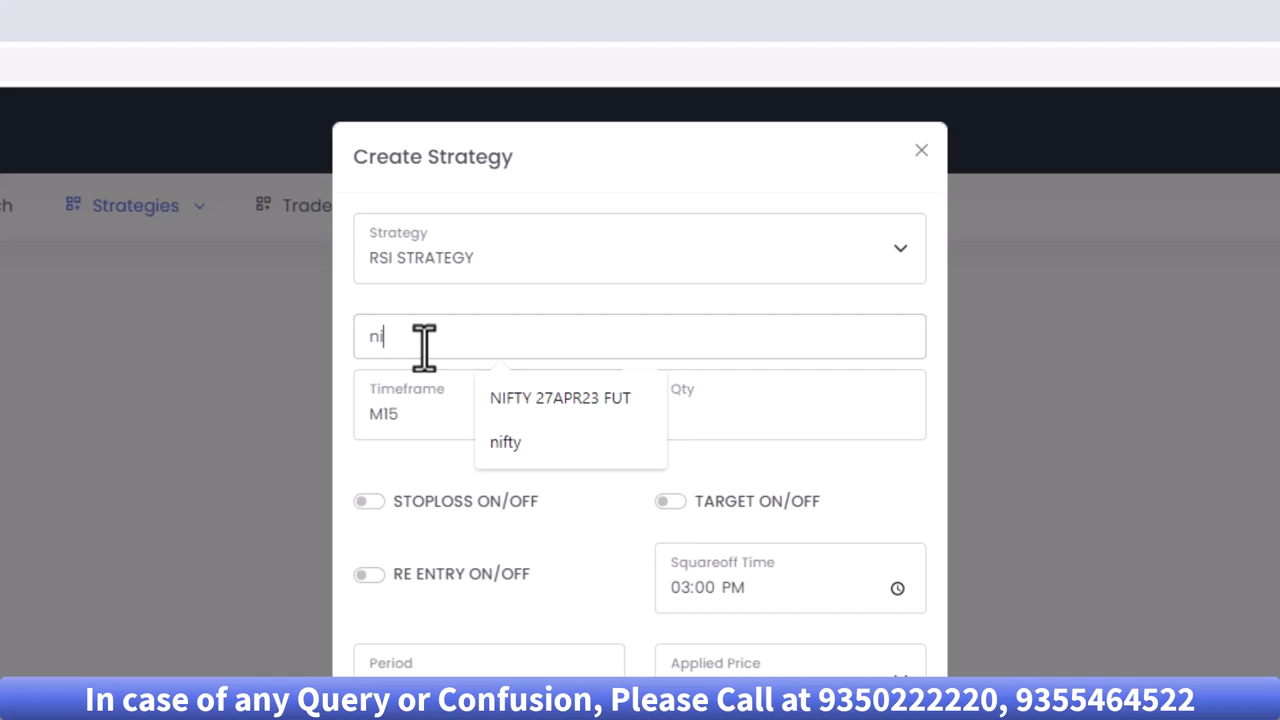 Create Strategy
ch
Strategies
Trade
Strategy
RSI STRATEGY
ni
Timeframe
M15
NIFTY 27APR23 FUT
nifty
Qty
STOPLOSS ON/OFF
TARGET ON/OFF
RE ENTRY ON/OFF
Squareoff Time
03:00 PM
Period
Applied Price
In case of any Query or Confusion, Please Call at 9350222220, 9355464522